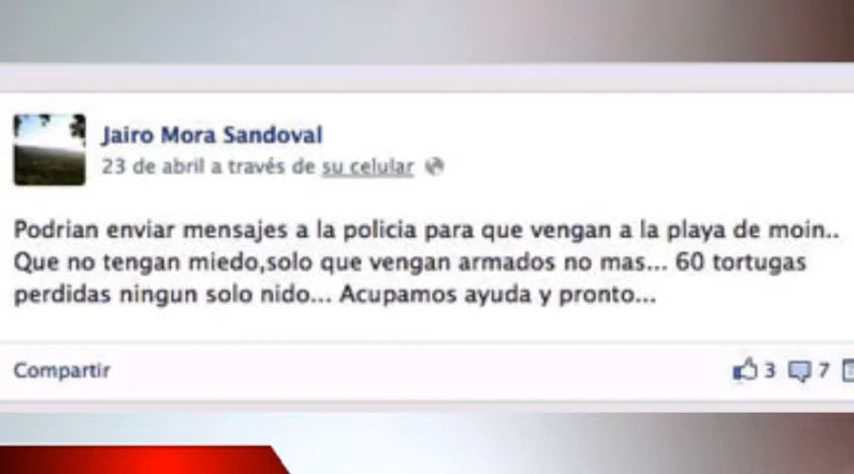 Jairo Mora Sandoval
23 de abril a través de su celular
Podrian enviar mensajes a la policia para que vengan a la playa de moin..
Que no tengan miedo,solo que vengan armados no mas... 60 tortugas
perdidas ningun solo nido... Acupamos ayuda y pronto...
Compartir 3 7